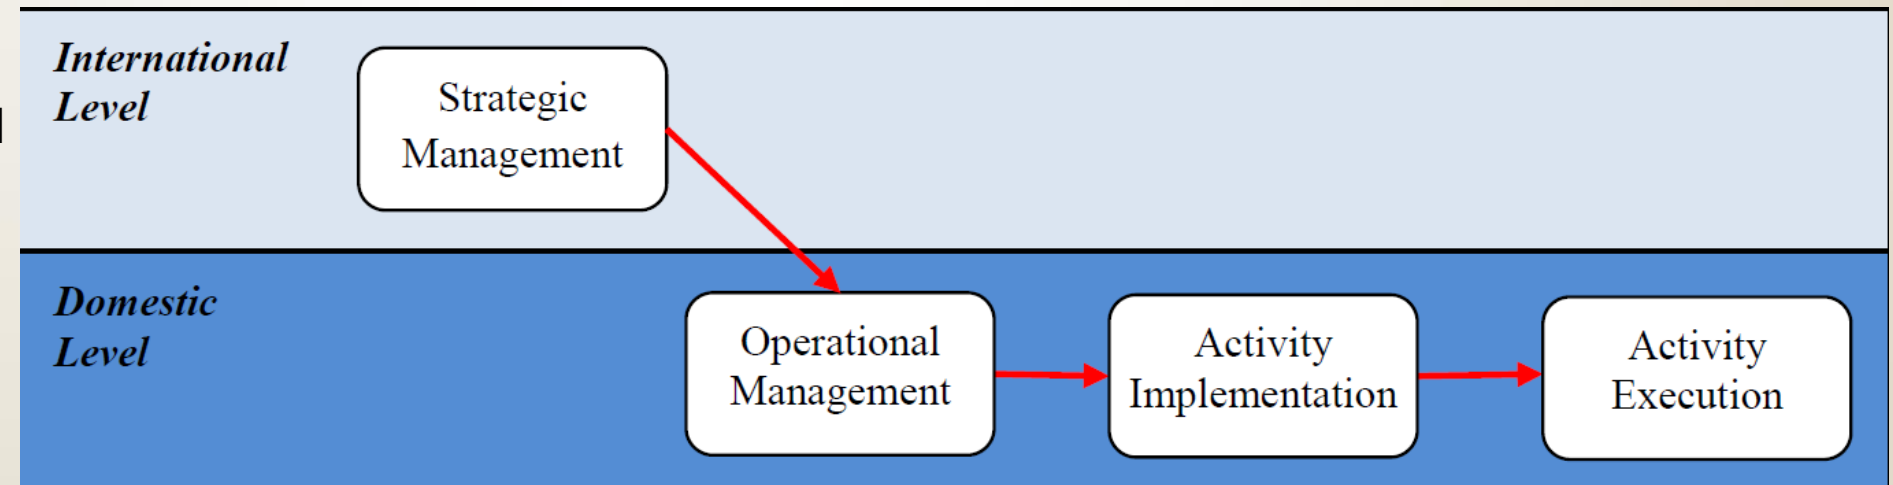 International
Level
Strategic
Management
Domestic
Level
Operational
Management
Activity
Implementation
Activity
Execution